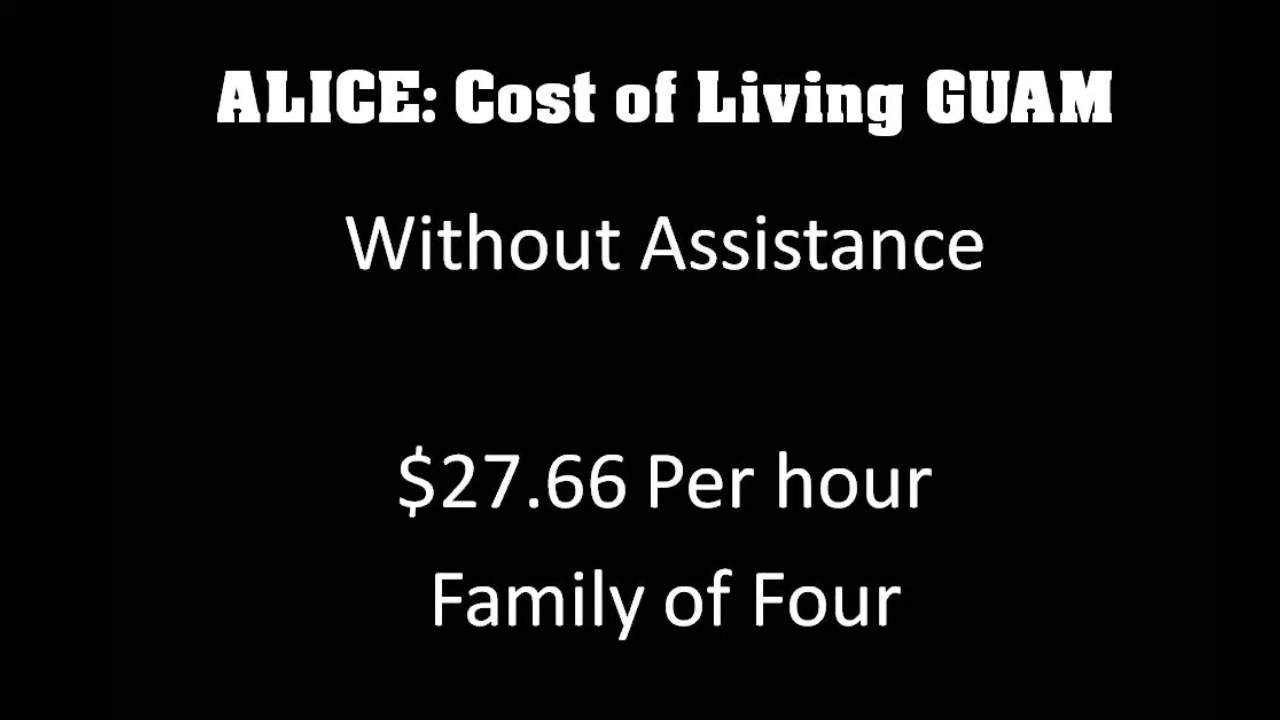 ALICE: Cost of Living GUAM
Without Assistance
$27.66 Per hour
Family of Four